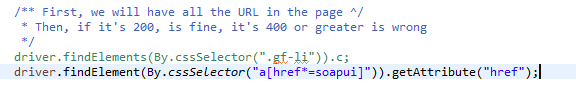 /** First, we will have all the URL in the page ^/
* Then, if it's 200, is fine, it's 400 or greater is wrong
*/
driver.findElements(By.cssSelector(".gf-li")).c;
driver.findElement(By.cssSelector("a[href*=soapui]")).getAttribute("href");